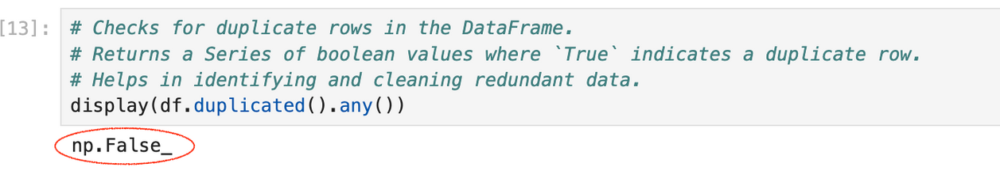 [13]:
# Checks for duplicate rows in the DataFrame.
# Returns a Series of boolean values where `True` indicates a duplicate row.
# Helps in identifying and cleaning redundant data.
display(df.duplicated().any())
np.False_